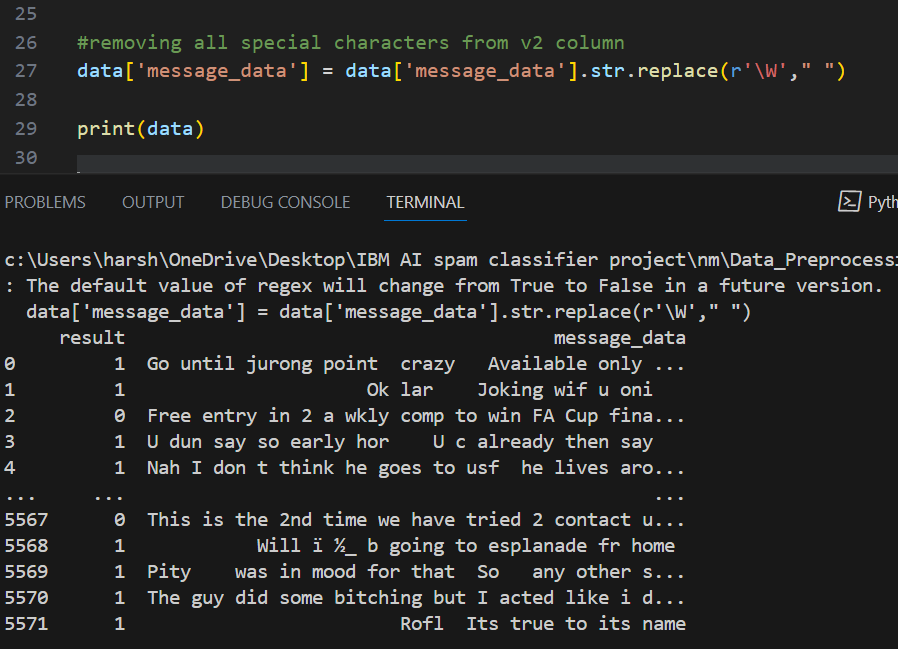 25
26 #removing all special characters from v2 column
27 data['message_data'] = data['message_data'].str.replace(r'\W'," ")
28
29 print(data)
30
PROBLEMS OUTPUT DEBUG CONSOLE TERMINAL Pyth
c:\Users\harsh\OneDrive\Desktop\IBM AI spam classifier project\nm\Data_Preprocessi
: The default value of regex will change from True to False in a future version.
data['message_data'] = data['message_data'].str.replace(r'\W'," ")
result message_data
0 1 Go until jurong point  crazy   Available only ...
1 1 Ok lar    Joking wif u oni
2 0 Free entry in 2 a wkly comp to win FA Cup fina...
3 1 U dun say so early hor    U c already then say
4 1 Nah I don t think he goes to usf  he lives aro...
... ... ...
5567 0 This is the 2nd time we have tried 2 contact u...
5568 1 Will ï ½_ b going to esplanade fr home
5569 1 Pity    was in mood for that  So   any other s...
5570 1 The guy did some bitching but I acted like i d...
5571 1 Rofl  Its true to its name